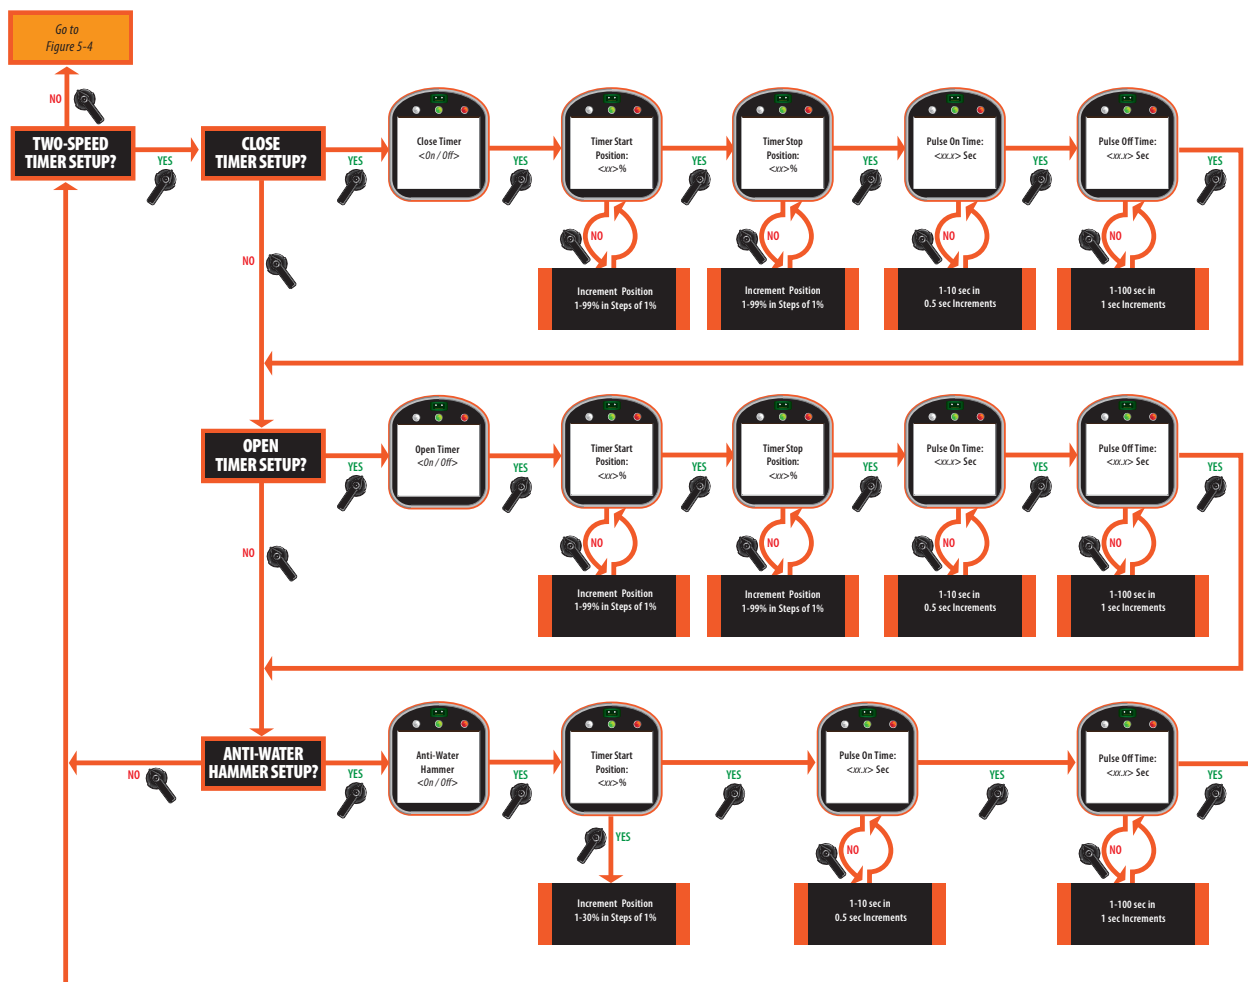 Go to
Figure 5-4
NO
TWO-SPEED
TIMER SETUP?
YES
CLOSE
TIMER SETUP?
YES
Close Timer
<On / Off>
YES
Timer Start
Position:
<xx>%
YES
Timer Stop
Position:
<xx>%
YES
Pulse On Time:
<xx.x> Sec
YES
Pulse Off Time:
<xx.x> Sec
YES
NO
NO
NO
NO
NO
Increment Position
1-99% in Steps of 1%
Increment Position
1-99% in Steps of 1%
1-10 sec in
0.5 sec Increments
1-100 sec in
1 sec Increments
OPEN
TIMER SETUP?
YES
Open Timer
<On / Off>
YES
Timer Start
Position:
<xx>%
YES
Timer Stop
Position:
<xx>%
YES
Pulse On Time:
<xx.x> Sec
YES
Pulse Off Time:
<xx.x> Sec
YES
NO
NO
NO
NO
NO
Increment Position
1-99% in Steps of 1%
Increment Position
1-99% in Steps of 1%
1-10 sec in
0.5 sec Increments
1-100 sec in
1 sec Increments
NO
ANTI-WATER
HAMMER SETUP?
YES
Anti-Water
Hammer
<On / Off>
YES
Timer Start
Position:
<xx>%
YES
Pulse On Time:
<xx.x> Sec
YES
Pulse Off Time:
<xx.x> Sec
YES
YES
NO
NO
Increment Position
1-30% in Steps of 1%
1-10 sec in
0.5 sec Increments
1-100 sec in
1 sec Increments